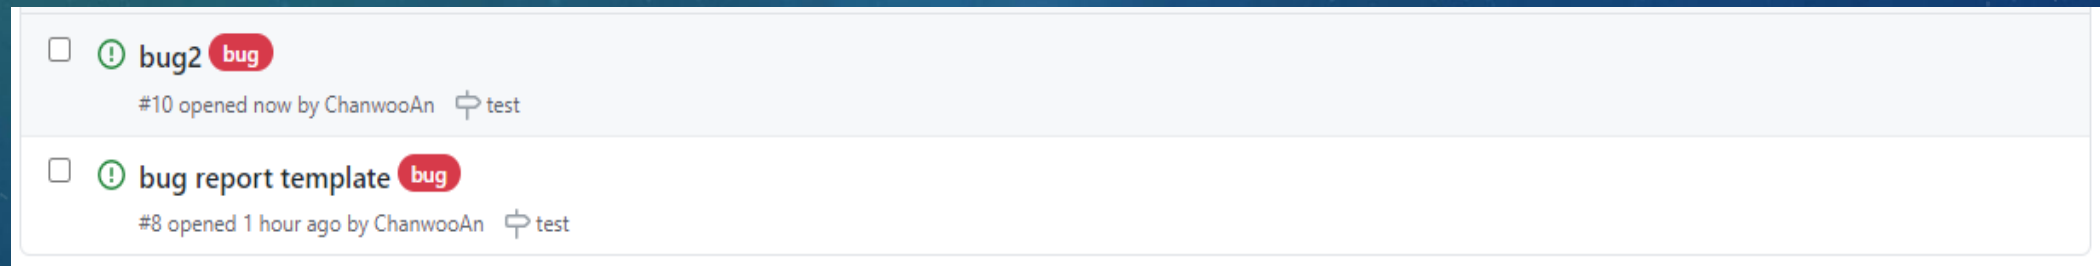 bug2 bug
#10 opened now by ChanwooAn test
bug report template bug
#8 opened 1 hour ago by ChanwooAn test